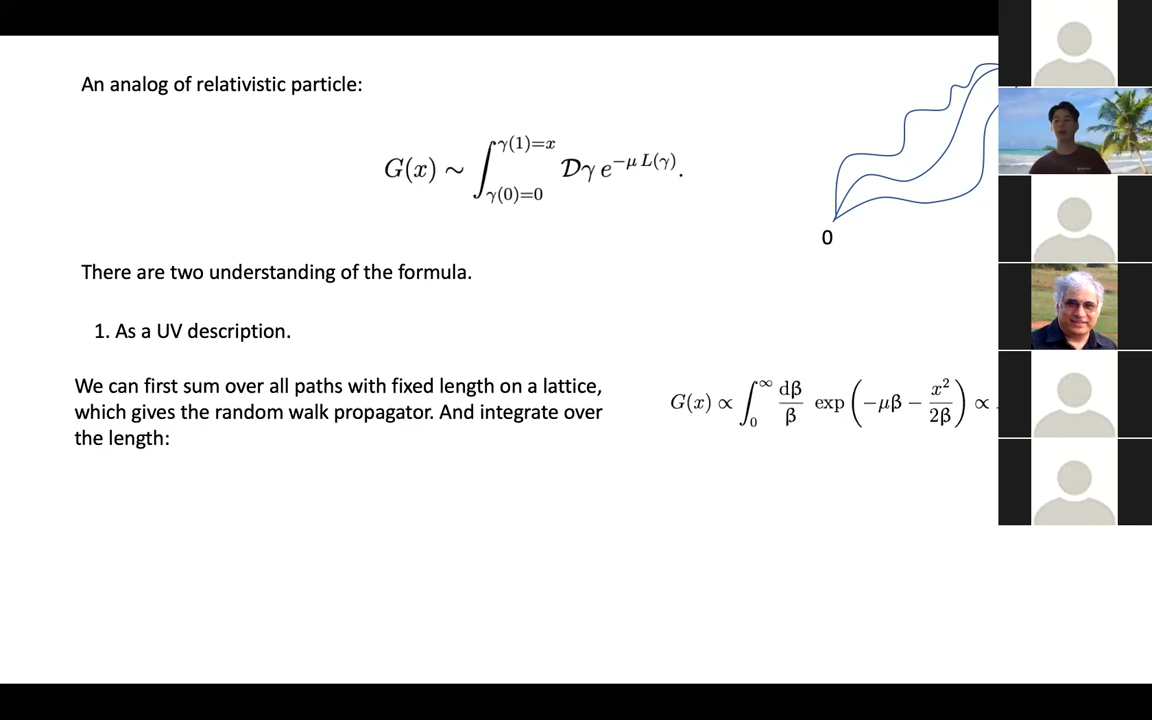 An analog of relativistic particle:
G(x) ∼ ∫_{γ(0)=0}^{γ(1)=x} 𝒟γ e^{−μ L(γ)}.
0
There are two understanding of the formula.
1. As a UV description.
We can first sum over all paths with fixed length on a lattice,
which gives the random walk propagator. And integrate over
the length:
G(x) ∝ ∫_0^∞ dβ/β exp(−μβ − x²/2β) ∝